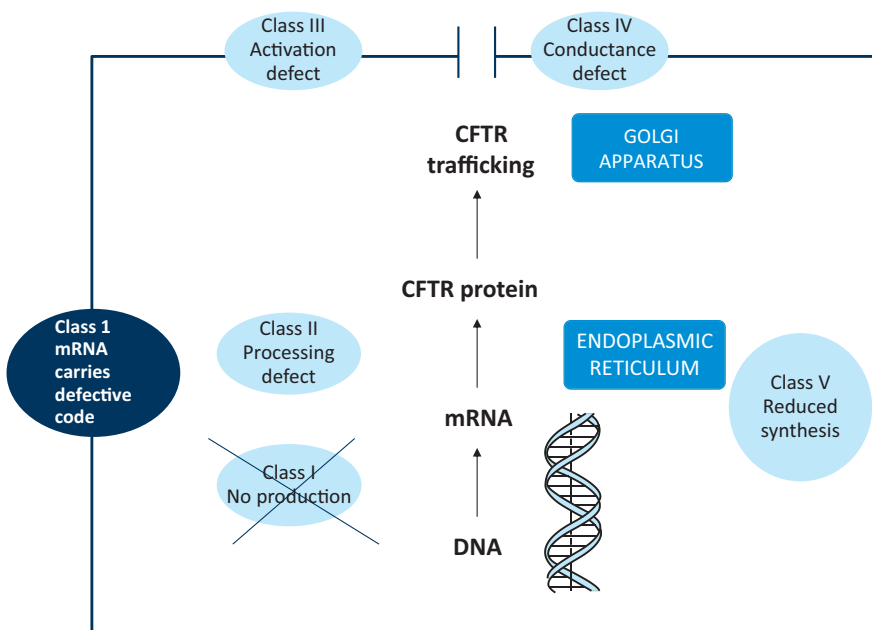 Class III
Activation
defect
Class IV
Conductance
defect
CFTR
trafficking
GOLGI
APPARATUS
CFTR protein
Class 1
mRNA
carries
defective
code
Class II
Processing
defect
ENDOPLASMIC
RETICULUM
Class V
Reduced
synthesis
mRNA
Class I
No production
DNA